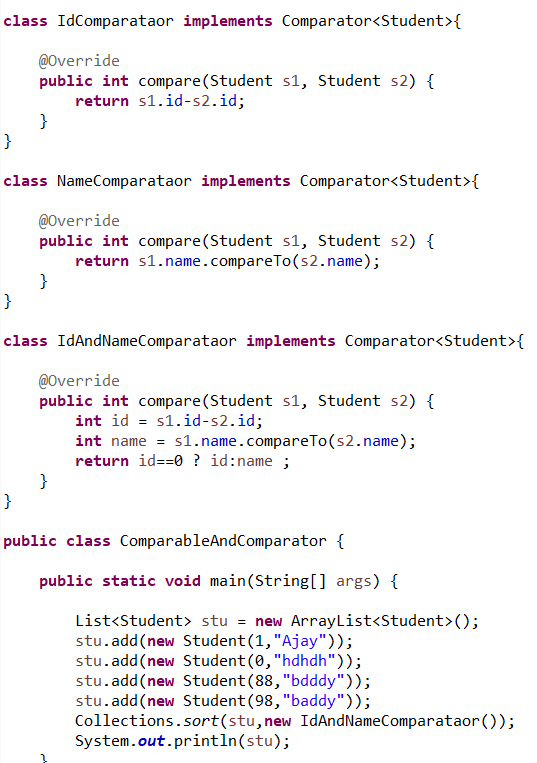 class IdComparataor implements Comparator<Student>{
@Override
public int compare(Student s1, Student s2) {
return s1.id-s2.id;
}
}
class NameComparataor implements Comparator<Student>{
@Override
public int compare(Student s1, Student s2) {
return s1.name.compareTo(s2.name);
}
}
class IdAndNameComparataor implements Comparator<Student>{
@Override
public int compare(Student s1, Student s2) {
int id = s1.id-s2.id;
int name = s1.name.compareTo(s2.name);
return id==0 ? id:name ;
}
}
public class ComparableAndComparator {
public static void main(String[] args) {
List<Student> stu = new ArrayList<Student>();
stu.add(new Student(1,"Ajay"));
stu.add(new Student(0,"hdhdh"));
stu.add(new Student(88,"bdddy"));
stu.add(new Student(98,"baddy"));
Collections.sort(stu,new IdAndNameComparataor());
System.out.println(stu);
}